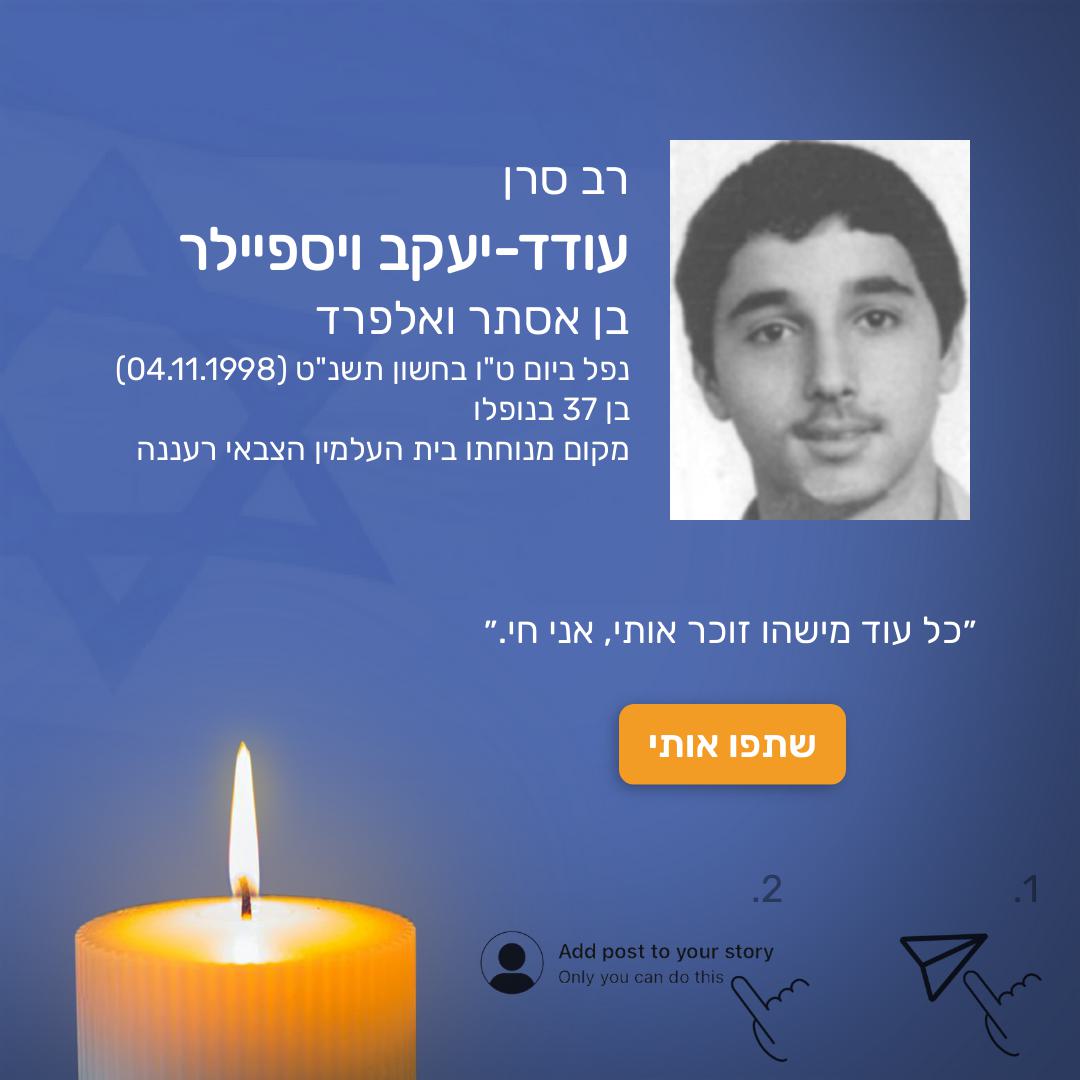 רב סרן
עודד-יעקב ויספיילר
בן אסתר ואלפרד
נפל ביום ט"ו בחשון תשנ"ט (04.11.1998)
בן 37 בנופלו
מקום מנוחתו בית העלמין הצבאי רעננה
״כל עוד מישהו זוכר אותי, אני חי.״
שתפו אותי
1.
2.
Add post to your story
Only you can do this